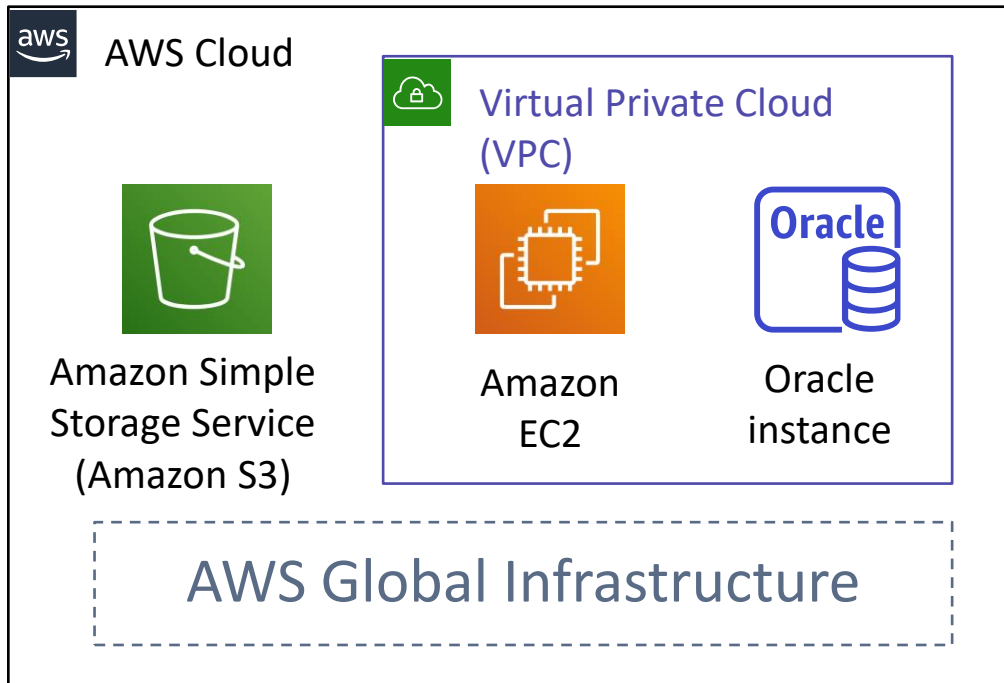 aws
AWS Cloud
Virtual Private Cloud
(VPC)
Oracle
Amazon Simple
Storage Service
(Amazon S3)
Amazon
EC2
Oracle
instance
AWS Global Infrastructure